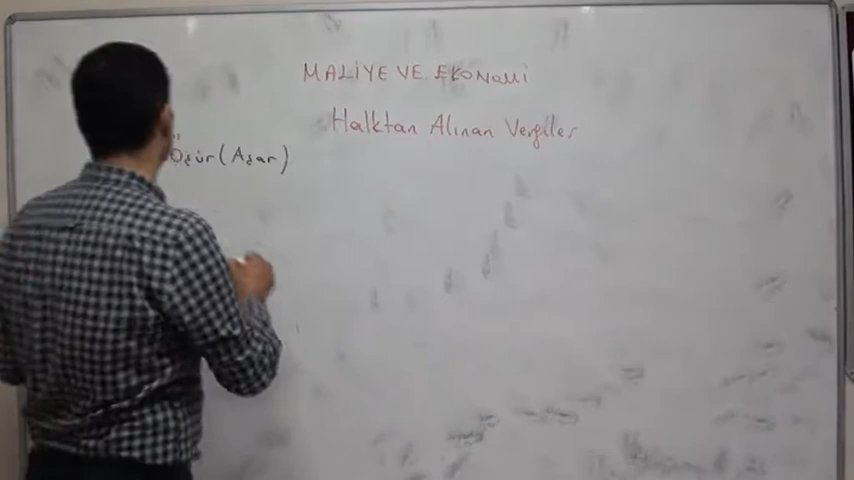 MALİYE VE EKONOMİ
Halktan Alınan Vergiler
Öşür (Aşar)